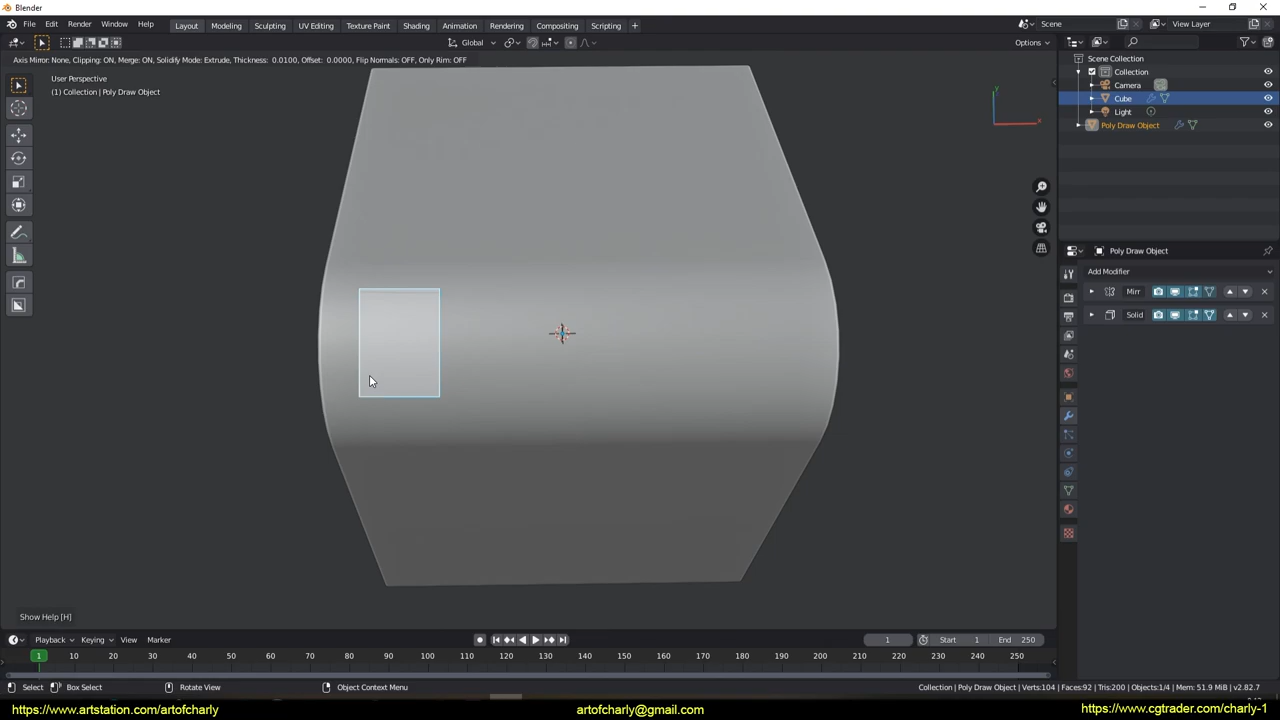 Blender
File Edit Render Window Help Layout Modeling Sculpting UV Editing Texture Paint Shading Animation Rendering Compositing Scripting + Scene View Layer
Global Options
Axis Mirror: None, Clipping: ON, Merge: ON, Solidify Mode: Extrude, Thickness: 0.0100, Offset: 0.0000, Flip Normals: OFF, Only Rim: OFF
User Perspective
(1) Collection | Poly Draw Object
y
x
Scene Collection
Collection
Camera
Cube
Light
Poly Draw Object
Poly Draw Object
Add Modifier
Mirr
Solid
Show Help [H]
Playback Keying View Marker 1 Start 1 End 250
1 10 20 30 40 50 60 70 80 90 100 110 120 130 140 150 160 170 180 190 200 210 220 230 240 250
Select Box Select Rotate View Object Context Menu Collection | Poly Draw Object | Verts:104 | Faces:92 | Tris:200 | Objects:1/4 | Mem: 51.9 MiB | v2.82.7
https://www.artstation.com/artofcharly artofcharly@gmail.com https://www.cgtrader.com/charly-1